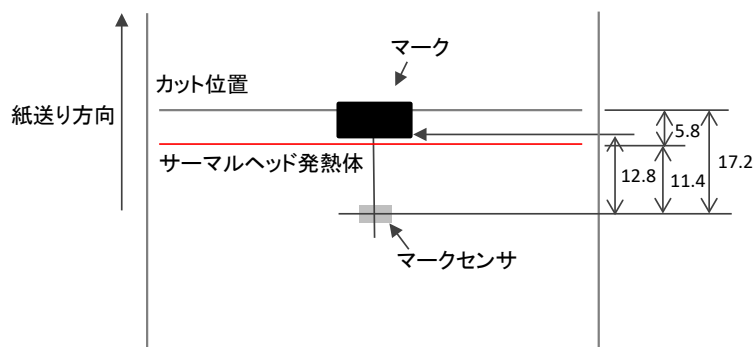 マーク
カット位置
紙送り方向
5.8
サーマルヘッド発熱体
17.2
12.8
11.4
マークセンサ